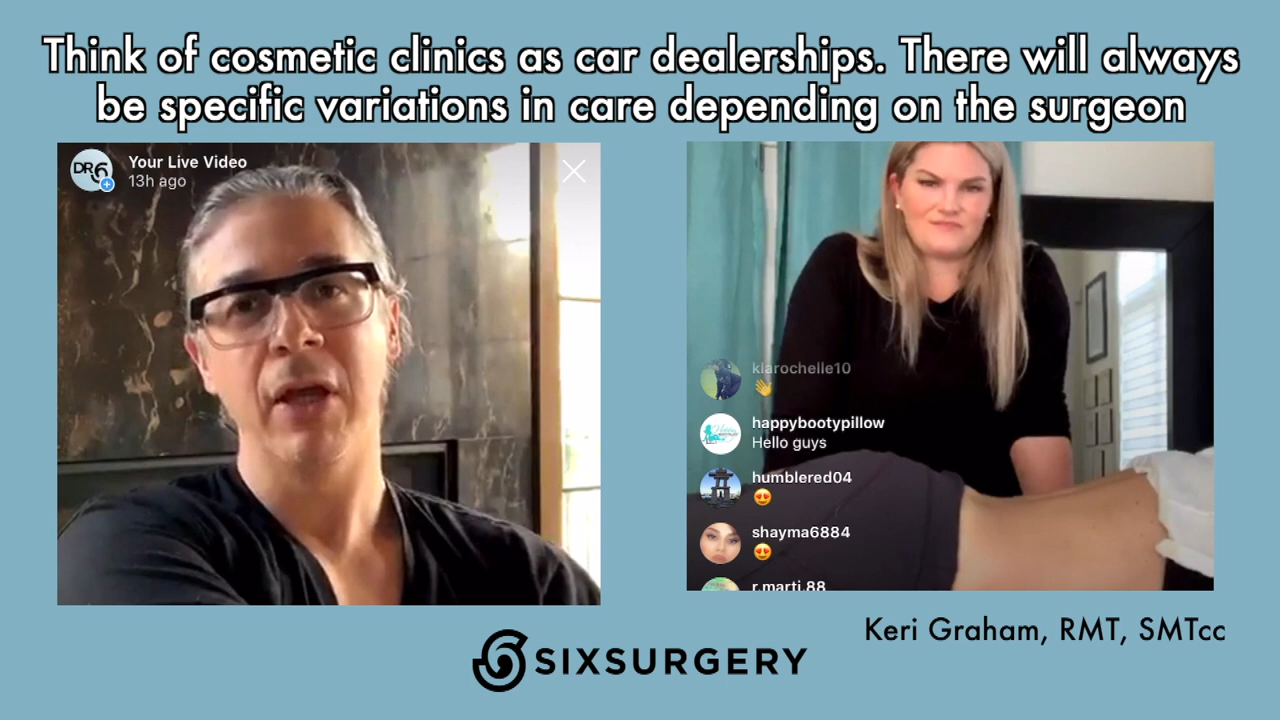 Think of cosmetic clinics as car dealerships. There will always
be specific variations in care depending on the surgeon
DR6
Your Live Video
13h ago
klarochelle10
👋
happybootypillow
Hello guys
humblered04
😍
shayma6884
😍
r.marti.88
Keri Graham, RMT, SMTcc
SIXSURGERY